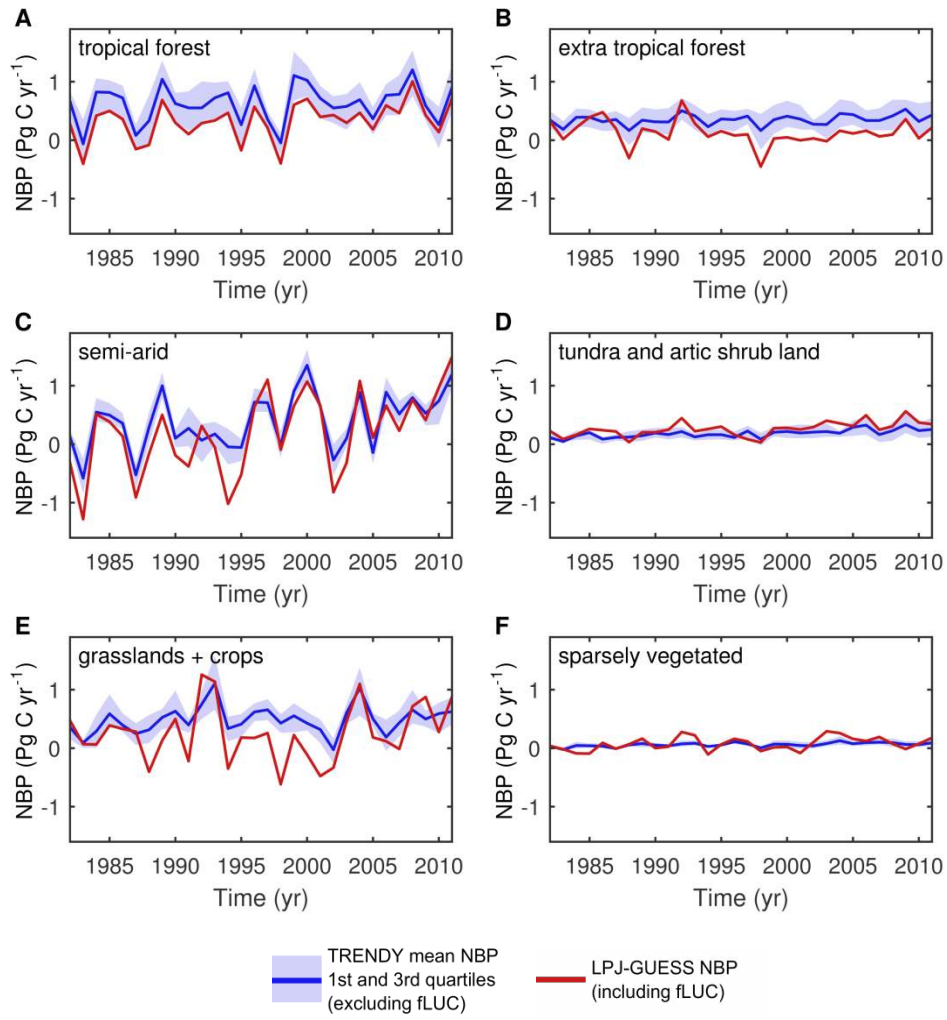 A
B
tropical forest
extra tropical forest
NBP (Pg C yr-1)
1
0
-1
1985 1990 1995 2000 2005 2010
Time (yr)
NBP (Pg C yr-1)
1
0
-1
1985 1990 1995 2000 2005 2010
Time (yr)
C
D
semi-arid
tundra and artic shrub land
NBP (Pg C yr-1)
1
0
-1
1985 1990 1995 2000 2005 2010
Time (yr)
NBP (Pg C yr-1)
1
0
-1
1985 1990 1995 2000 2005 2010
Time (yr)
E
F
grasslands + crops
sparsely vegetated
NBP (Pg C yr-1)
1
0
-1
1985 1990 1995 2000 2005 2010
Time (yr)
NBP (Pg C yr-1)
1
0
-1
1985 1990 1995 2000 2005 2010
Time (yr)
TRENDY mean NBP
1st and 3rd quartiles
(excluding fLUC)
LPJ-GUESS NBP
(including fLUC)